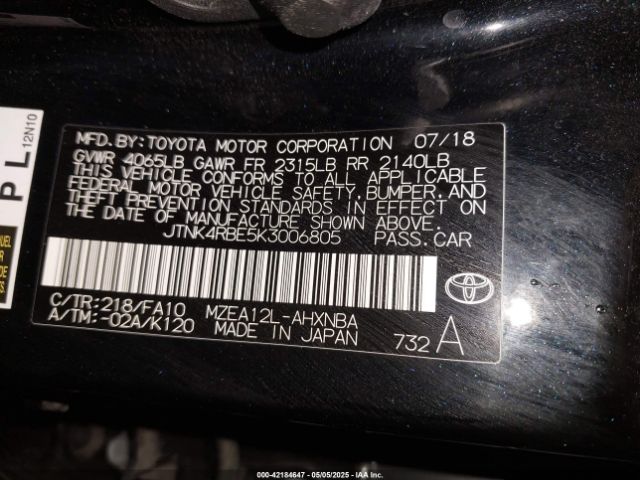 MFD. BY: TOYOTA MOTOR CORPORATION 07/18
GVWR 4065LB GAWR FR 2315LB RR 2140LB
THIS VEHICLE CONFORMS TO ALL APPLICABLE
FEDERAL MOTOR VEHICLE SAFETY, BUMPER, AND
THEFT PREVENTION STANDARDS IN EFFECT ON
THE DATE OF MANUFACTURE SHOWN ABOVE.
JTNK4RBE5K3006805 PASS. CAR
C/TR: 218/FA10 MZEA12L-AHXNBA
A/TM: -02A/K120 MADE IN JAPAN 732 A
P L 12N10
000-42184647 - 05/05/2025 - IAA Inc.